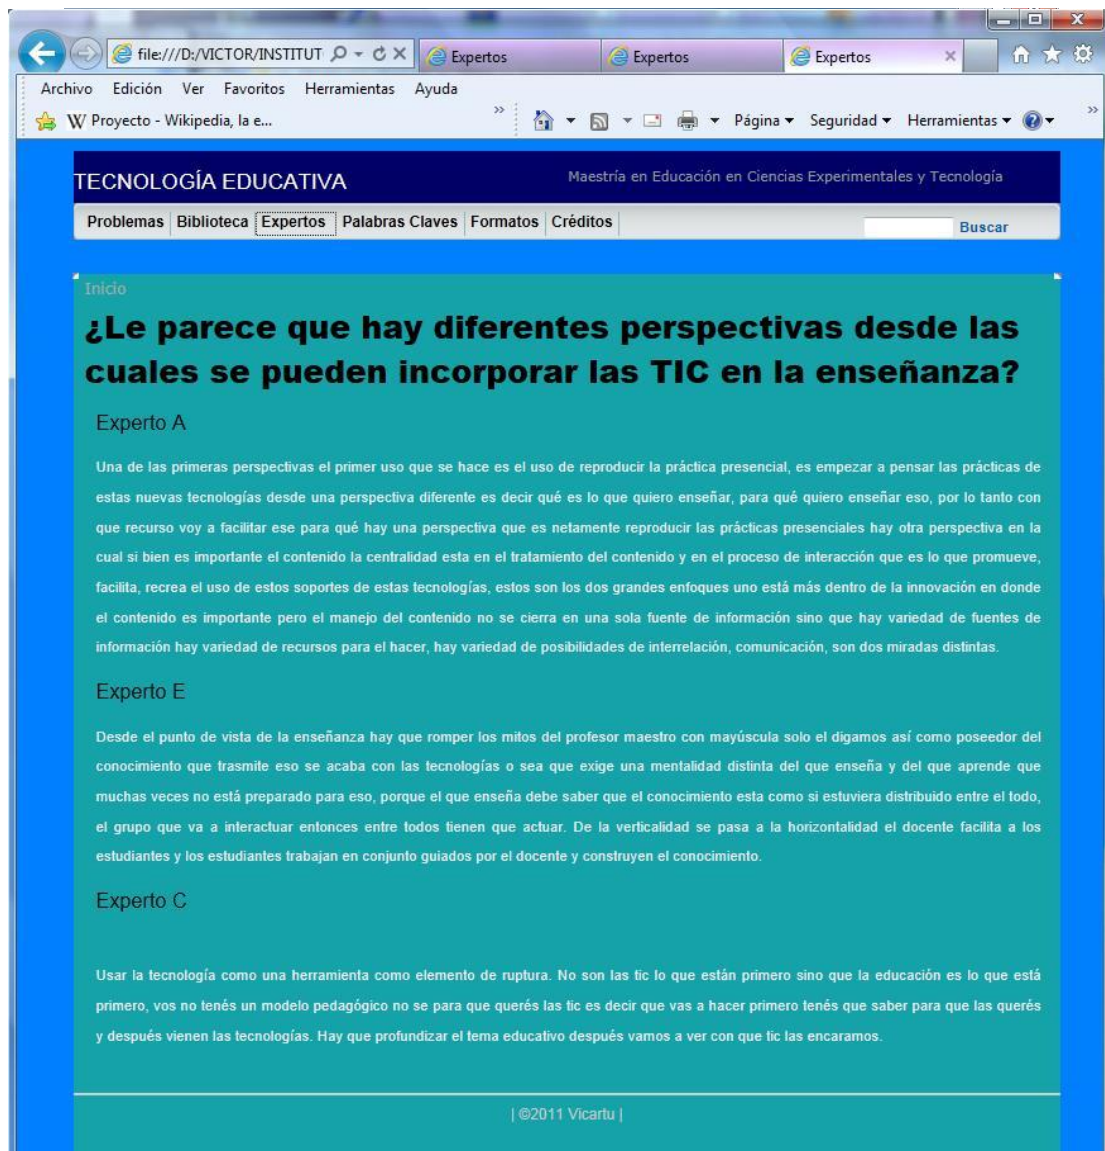 file:///D:/VICTOR/INSTITUT
Expertos
Expertos
Expertos
Archivo Edición Ver Favoritos Herramientas Ayuda
W Proyecto - Wikipedia, la e...
Página Seguridad Herramientas
TECNOLOGÍA EDUCATIVA
Maestría en Educación en Ciencias Experimentales y Tecnología
Problemas Biblioteca Expertos Palabras Claves Formatos Créditos
Buscar
Inicio
¿Le parece que hay diferentes perspectivas desde las
cuales se pueden incorporar las TIC en la enseñanza?
Experto A
Una de las primeras perspectivas el primer uso que se hace es el uso de reproducir la práctica presencial, es empezar a pensar las prácticas de
estas nuevas tecnologías desde una perspectiva diferente es decir qué es lo que quiero enseñar, para qué quiero enseñar eso, por lo tanto con
que recurso voy a facilitar ese para qué hay una perspectiva que es netamente reproducir las prácticas presenciales hay otra perspectiva en la
cual si bien es importante el contenido la centralidad esta en el tratamiento del contenido y en el proceso de interacción que es lo que promueve,
facilita, recrea el uso de estos soportes de estas tecnologías, estos son los dos grandes enfoques uno está más dentro de la innovación en donde
el contenido es importante pero el manejo del contenido no se cierra en una sola fuente de información sino que hay variedad de fuentes de
información hay variedad de recursos para el hacer, hay variedad de posibilidades de interrelación, comunicación, son dos miradas distintas.
Experto E
Desde el punto de vista de la enseñanza hay que romper los mitos del profesor maestro con mayúscula solo el digamos así como poseedor del
conocimiento que trasmite eso se acaba con las tecnologías o sea que exige una mentalidad distinta del que enseña y del que aprende que
muchas veces no está preparado para eso, porque el que enseña debe saber que el conocimiento esta como si estuviera distribuido entre el todo,
el grupo que va a interactuar entonces entre todos tienen que actuar. De la verticalidad se pasa a la horizontalidad el docente facilita a los
estudiantes y los estudiantes trabajan en conjunto guiados por el docente y construyen el conocimiento.
Experto C
Usar la tecnología como una herramienta como elemento de ruptura. No son las tic lo que están primero sino que la educación es lo que está
primero, vos no tenés un modelo pedagógico no se para que querés las tic es decir que vas a hacer primero tenés que saber para que las querés
y después vienen las tecnologías. Hay que profundizar el tema educativo después vamos a ver con que tic las encaramos.
| ©2011 Vicartu |